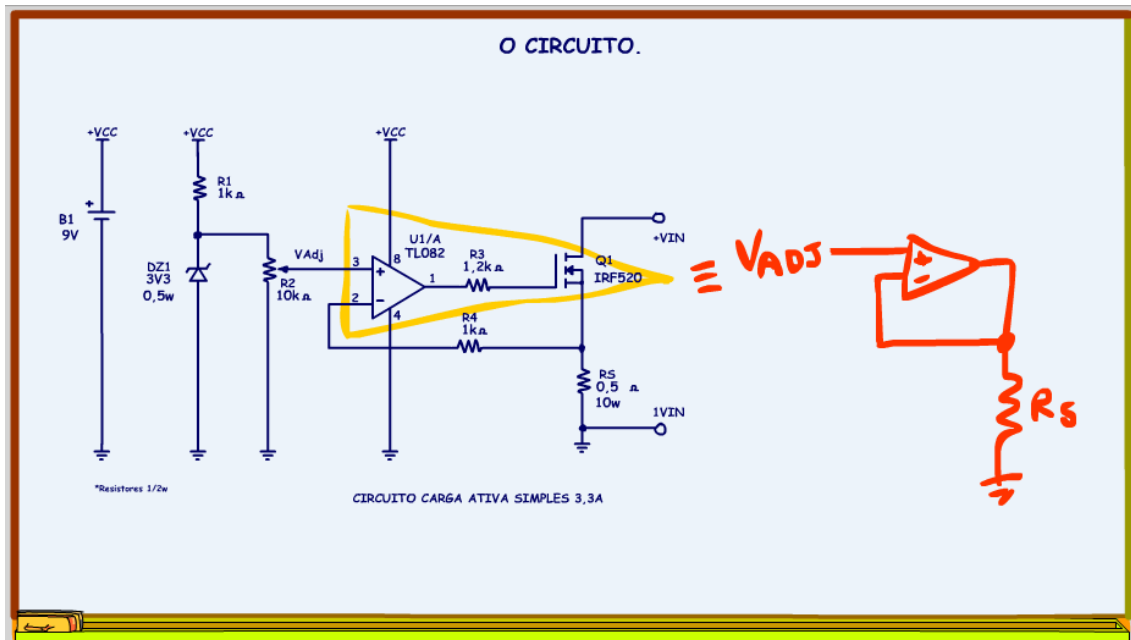 O CIRCUITO.
+VCC
+VCC
+VCC
R1
1kΩ
+
B1
9V
DZ1
3V3
0,5w
VAdj
R2
10kΩ
U1/A
TL082
3
+
8
1
2
-
4
R3
1,2kΩ
R4
1kΩ
Q1
IRF520
+VIN
RS
0,5 Ω
10w
1VIN
≡ VADJ
+
-
RS
*Resistores 1/2w
CIRCUITO CARGA ATIVA SIMPLES 3,3A